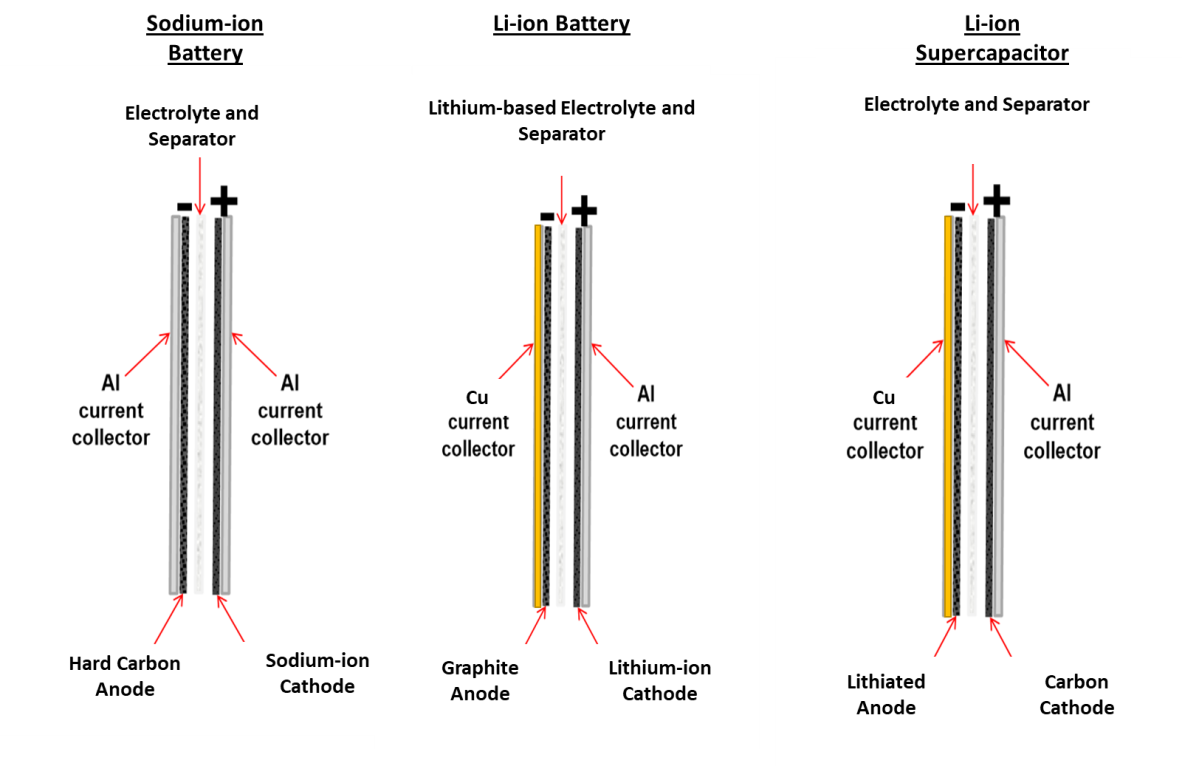 Sodium-ion
Battery
Electrolyte and
Separator
-
+
Al
current
collector
Al
current
collector
Hard Carbon
Anode
Sodium-ion
Cathode
Li-ion Battery
Lithium-based Electrolyte and
Separator
-
+
Cu
current
collector
Al
current
collector
Graphite
Anode
Lithium-ion
Cathode
Li-ion
Supercapacitor
Electrolyte and Separator
-
+
Cu
current
collector
Al
current
collector
Lithiated
Anode
Carbon
Cathode